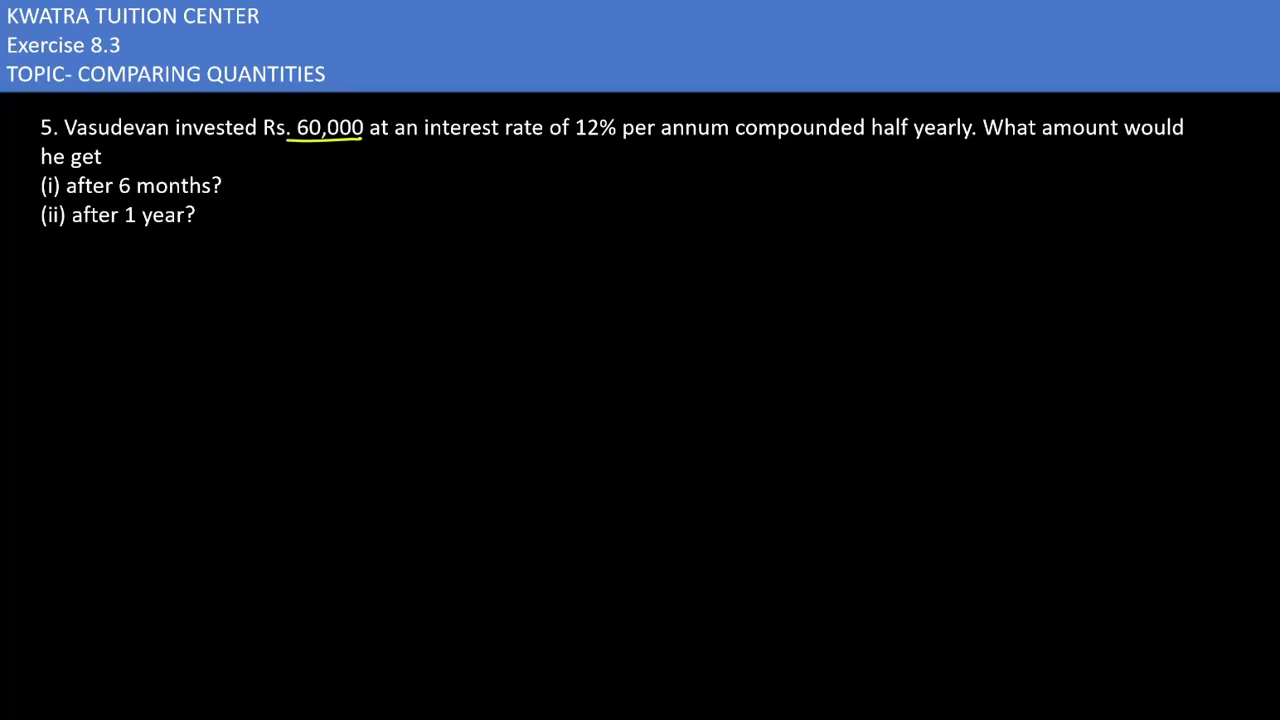 KWATRA TUITION CENTER
Exercise 8.3
TOPIC- COMPARING QUANTITIES
5. Vasudevan invested Rs. 60,000 at an interest rate of 12% per annum compounded half yearly. What amount would
he get
(i) after 6 months?
(ii) after 1 year?